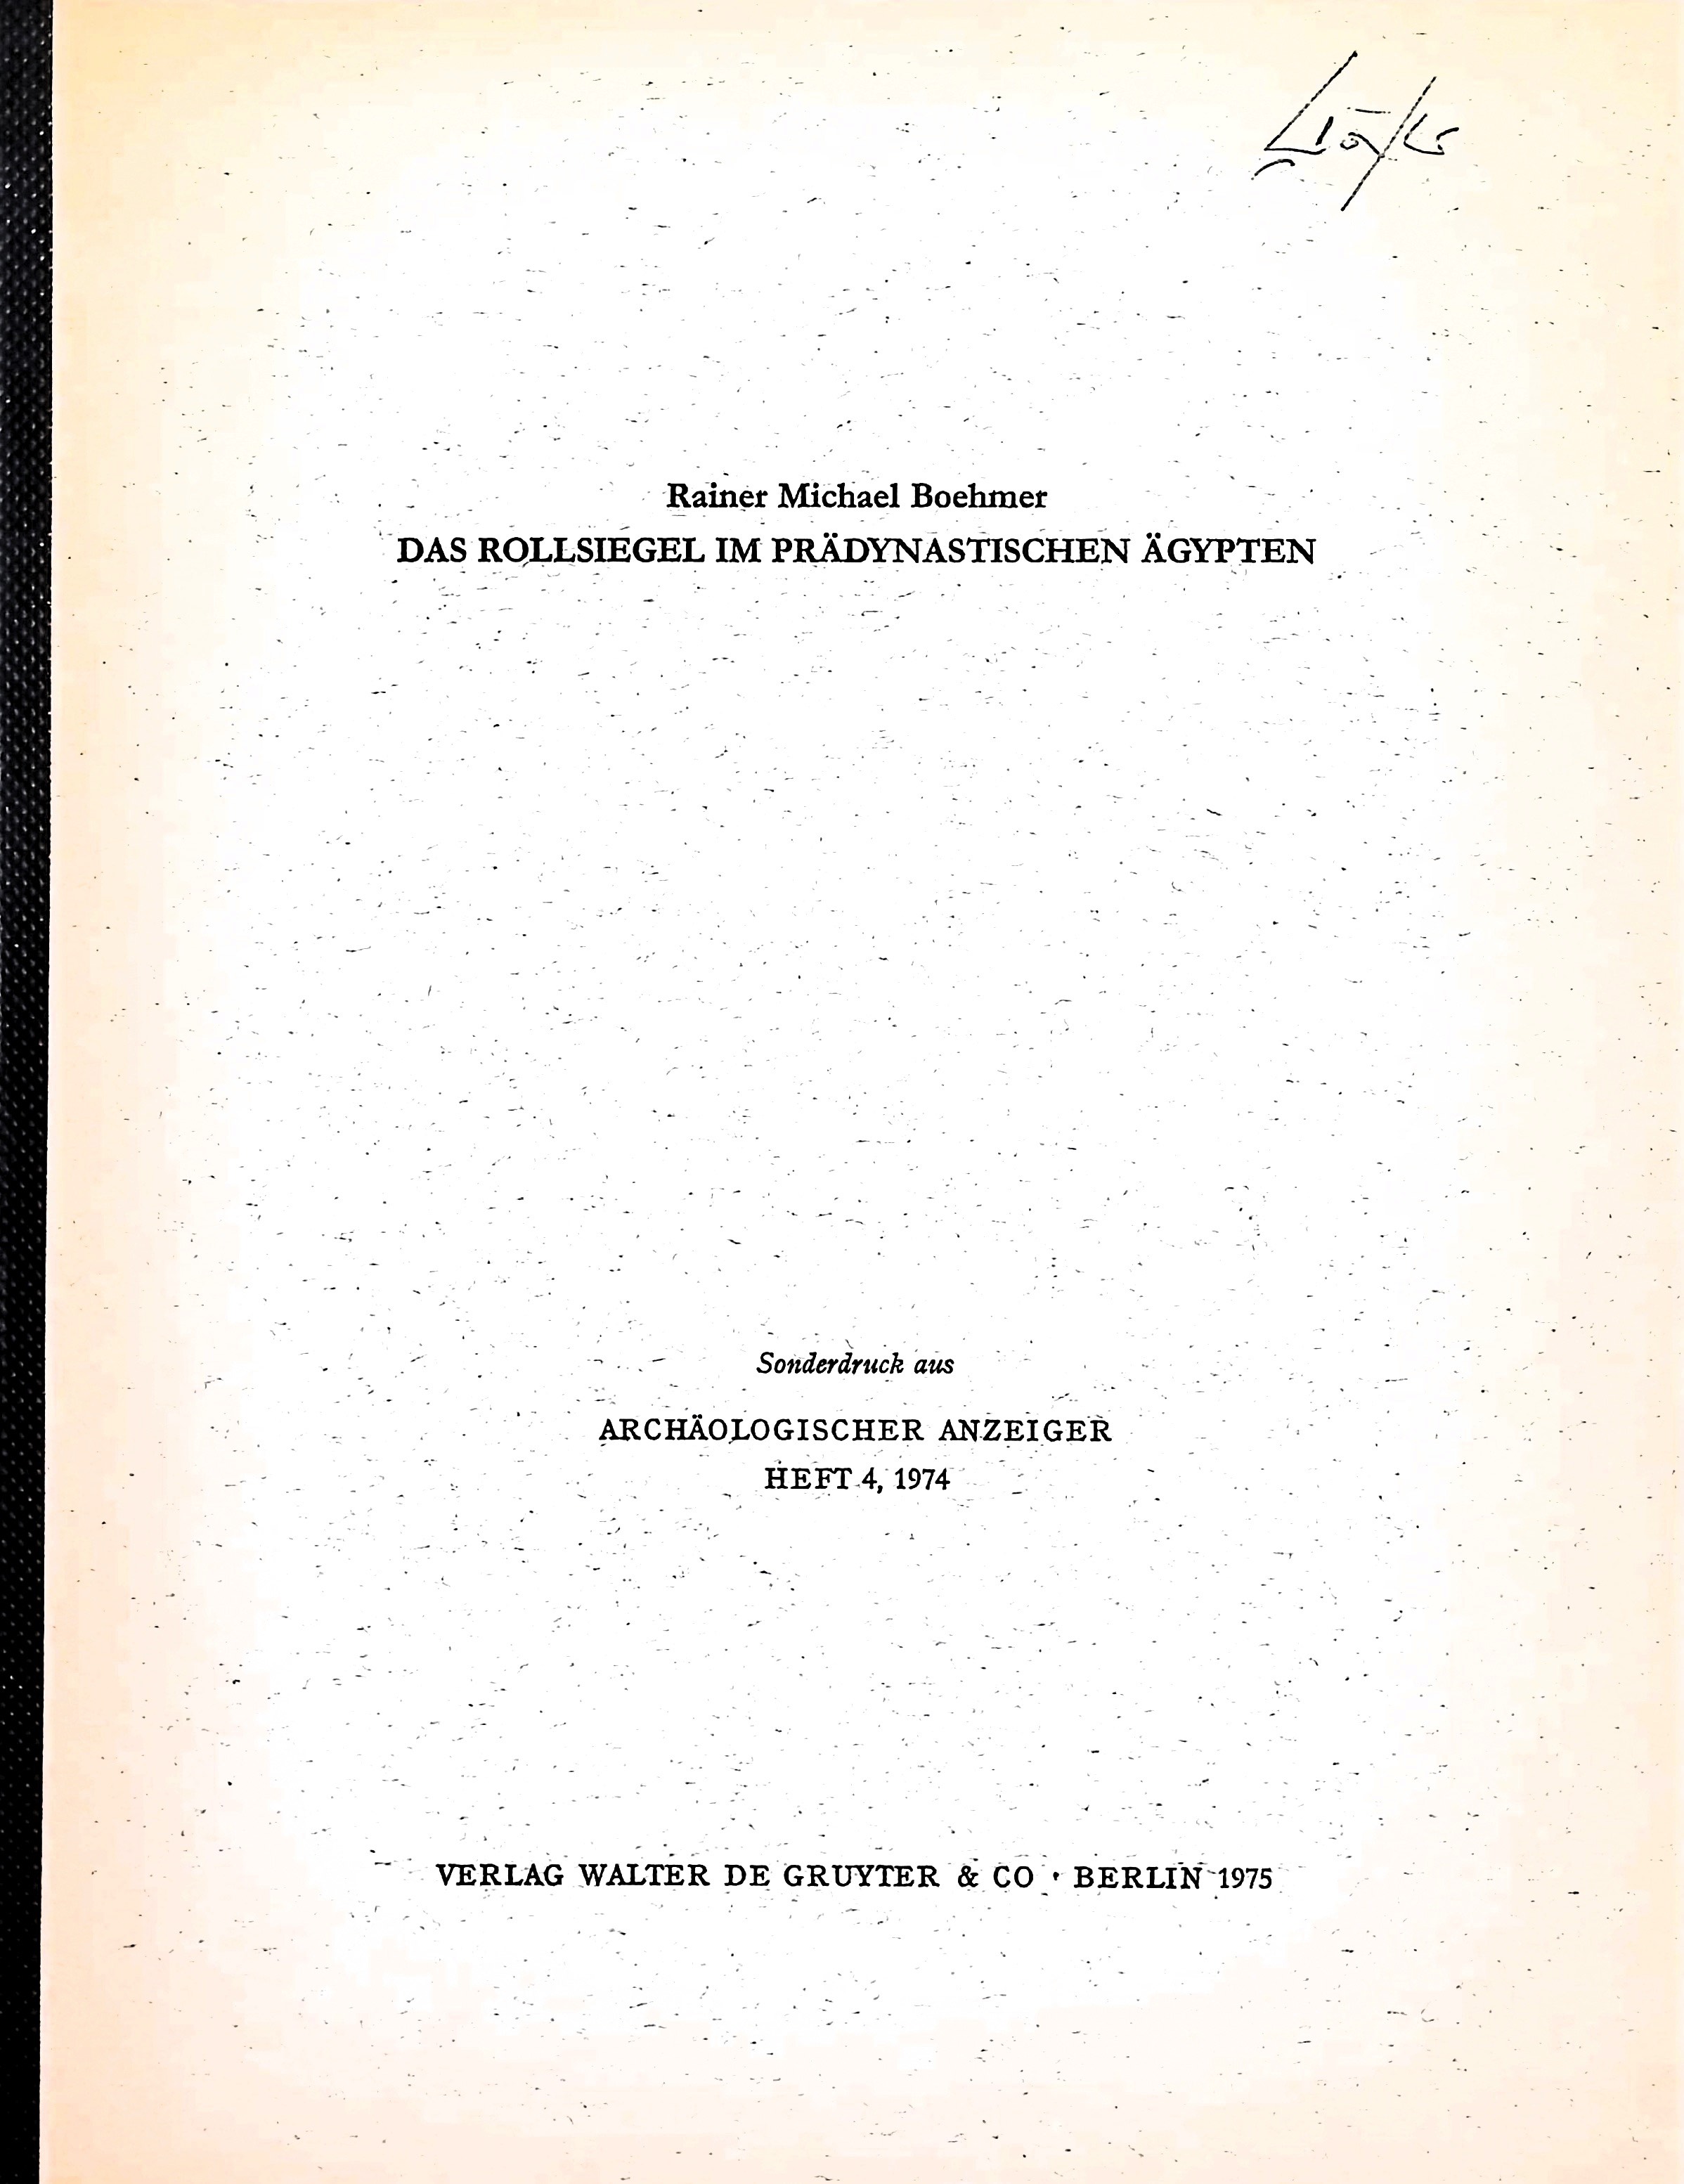 Rainer Michael Boehmer
DAS ROLLSIEGEL IM PRÄDYNASTISCHEN ÄGYPTEN
Sonderdruck aus
ARCHÄOLOGISCHER ANZEIGER
HEFT 4, 1974
VERLAG WALTER DE GRUYTER & CO · BERLIN 1975